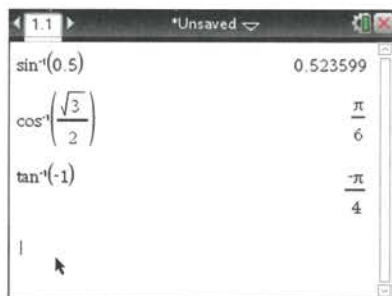 1.1 *Unsaved
sin⁻¹(0.5) 0.523599
cos⁻¹(√3/2) π/6
tan⁻¹(-1) -π/4